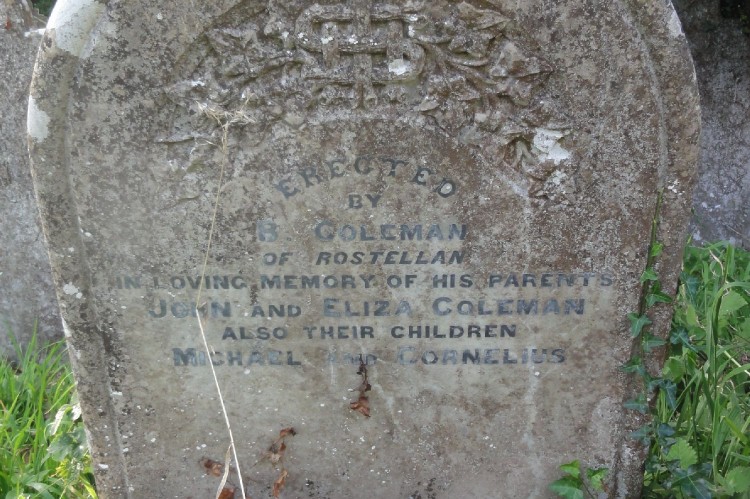 ERECTED
BY
B COLEMAN
OF ROSTELLAN
IN LOVING MEMORY OF HIS PARENTS
JOHN AND ELIZA COLEMAN
ALSO THEIR CHILDREN
MICHAEL AND CORNELIUS